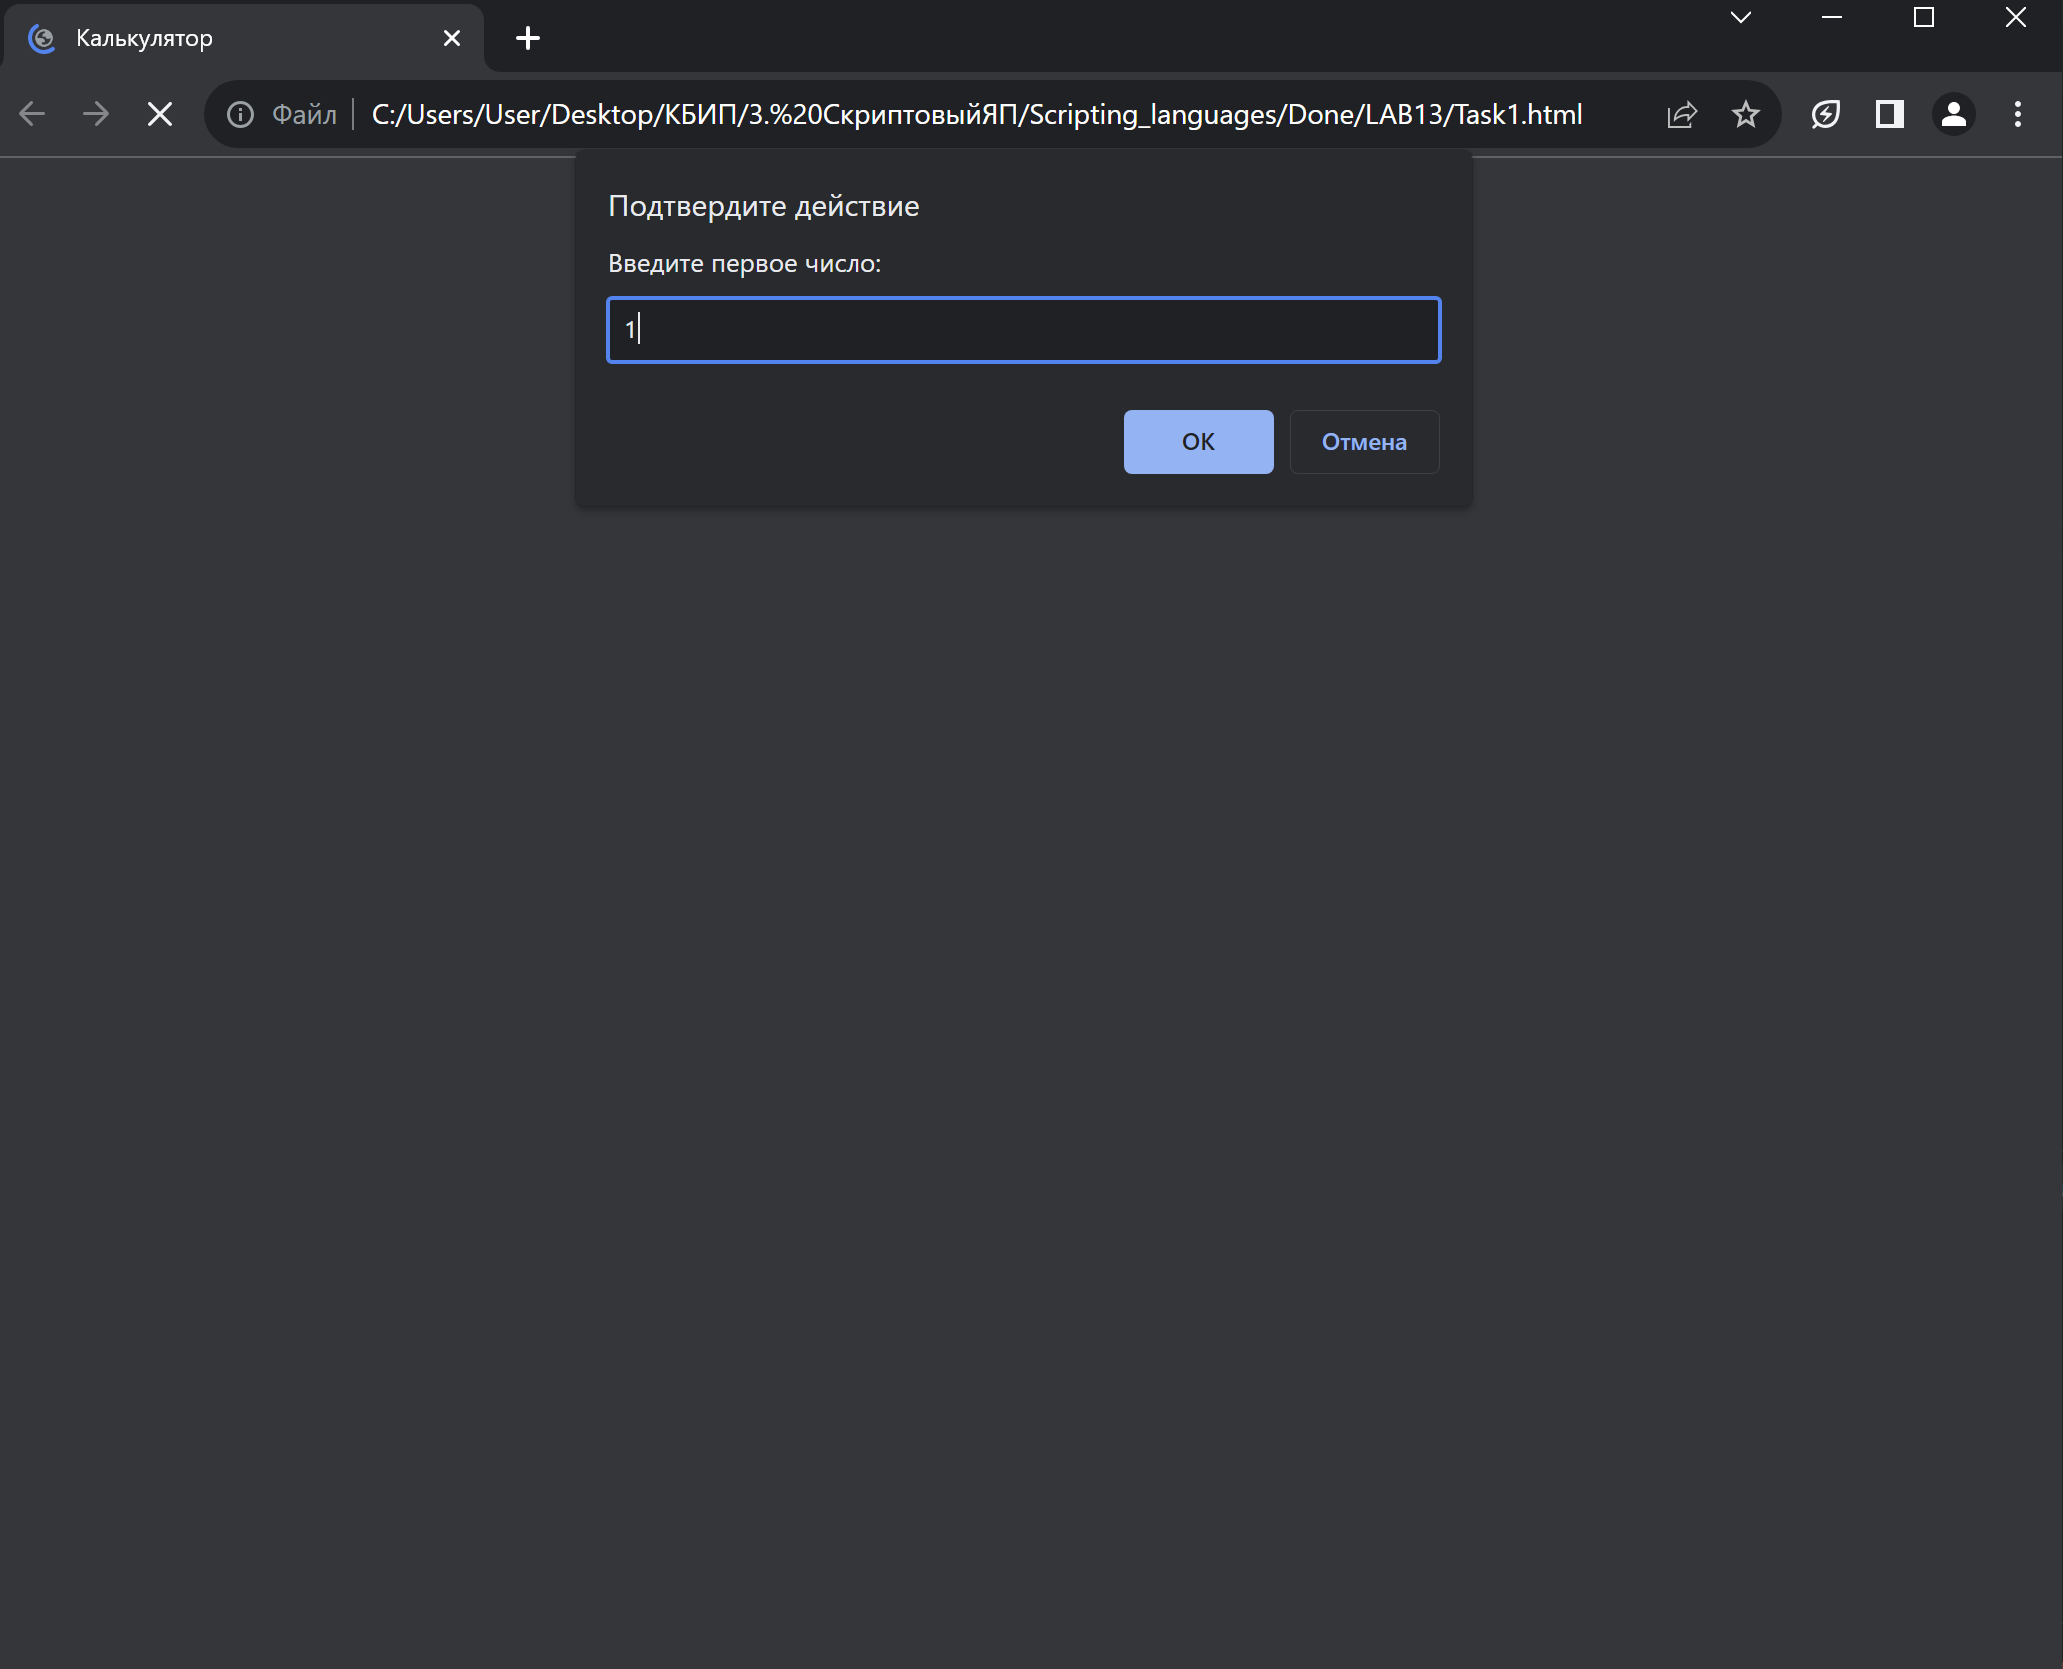 Калькулятор
Файл C:/Users/User/Desktop/КБИП/3.%20СкриптовыйЯП/Scripting_languages/Done/LAB13/Task1.html
Подтвердите действие
Введите первое число:
1
ОК
Отмена